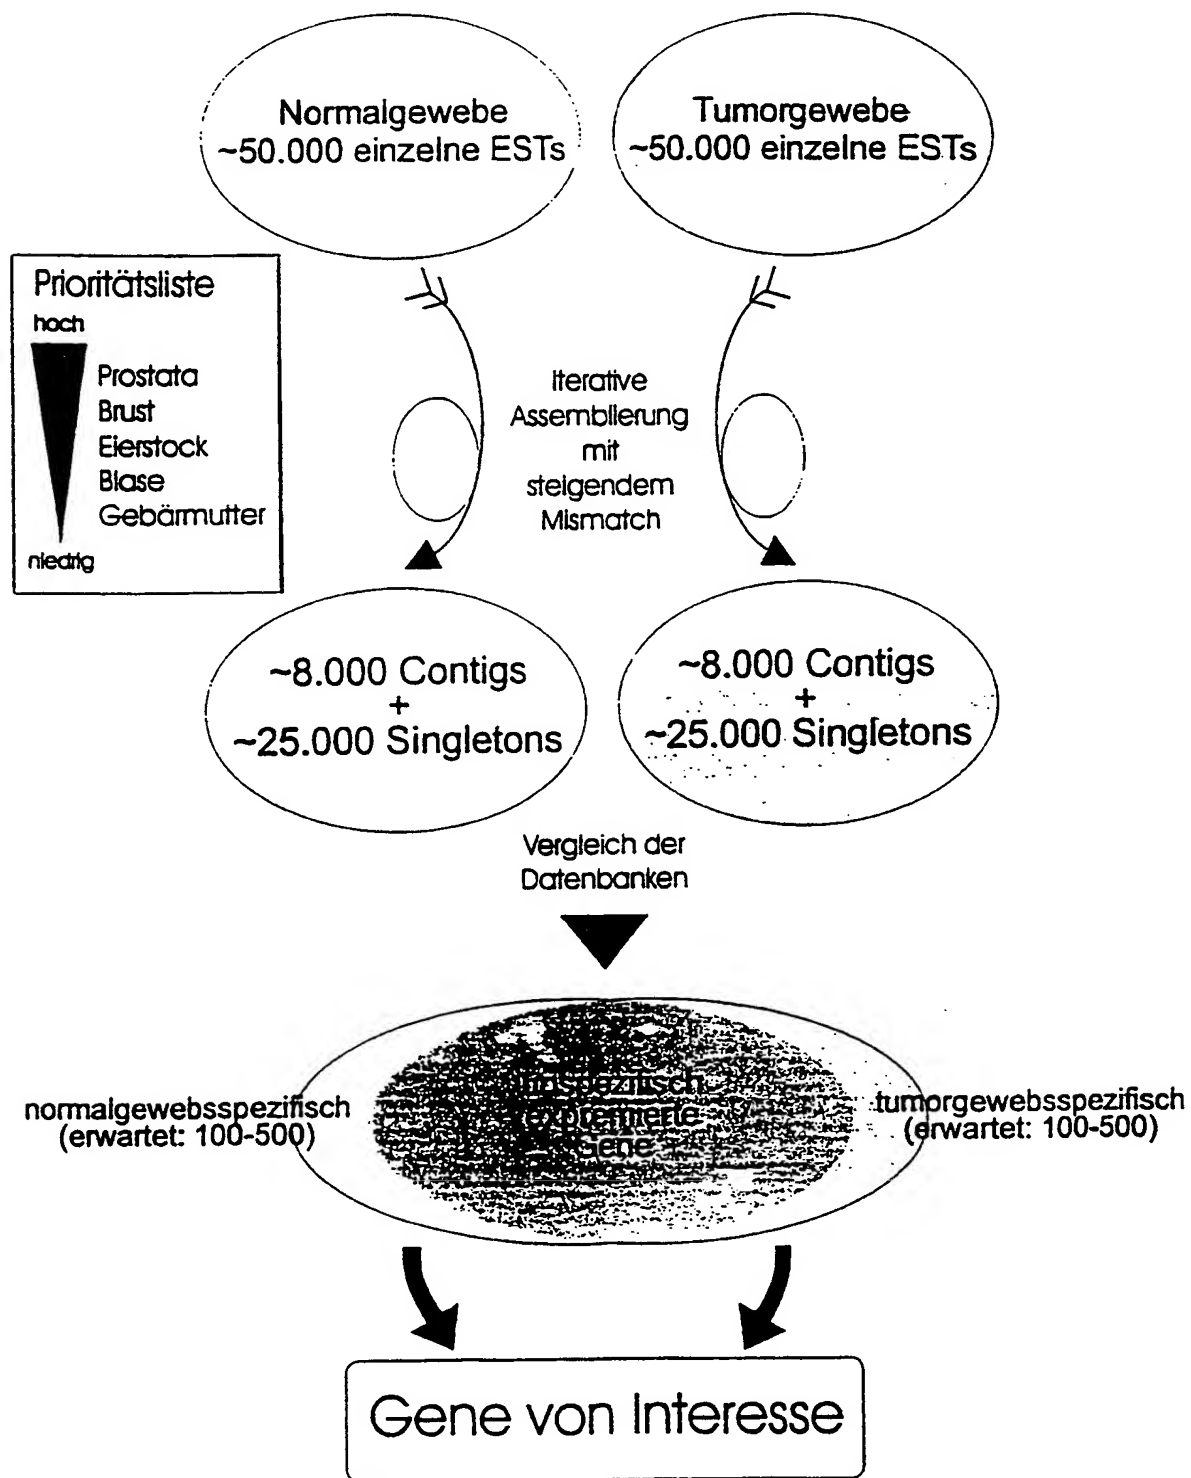 Normalgewebe
~50.000 einzelne ESTs
Tumorgewebe
~50.000 einzelne ESTs
Prioritätsliste
hoch
Prostata
Brust
Eierstock
Blase
Gebärmutter
niedrig
Iterative
Assemblierung
mit
steigendem
Mismatch
~8.000 Contigs
+
~25.000 Singletons
~8.000 Contigs
+
~25.000 Singletons
Vergleich der
Datenbanken
normalgewebsspezifisch
(erwartet: 100-500)
Gene
tumorgewebsspezifisch
(erwartet: 100-500)
Gene von Interesse